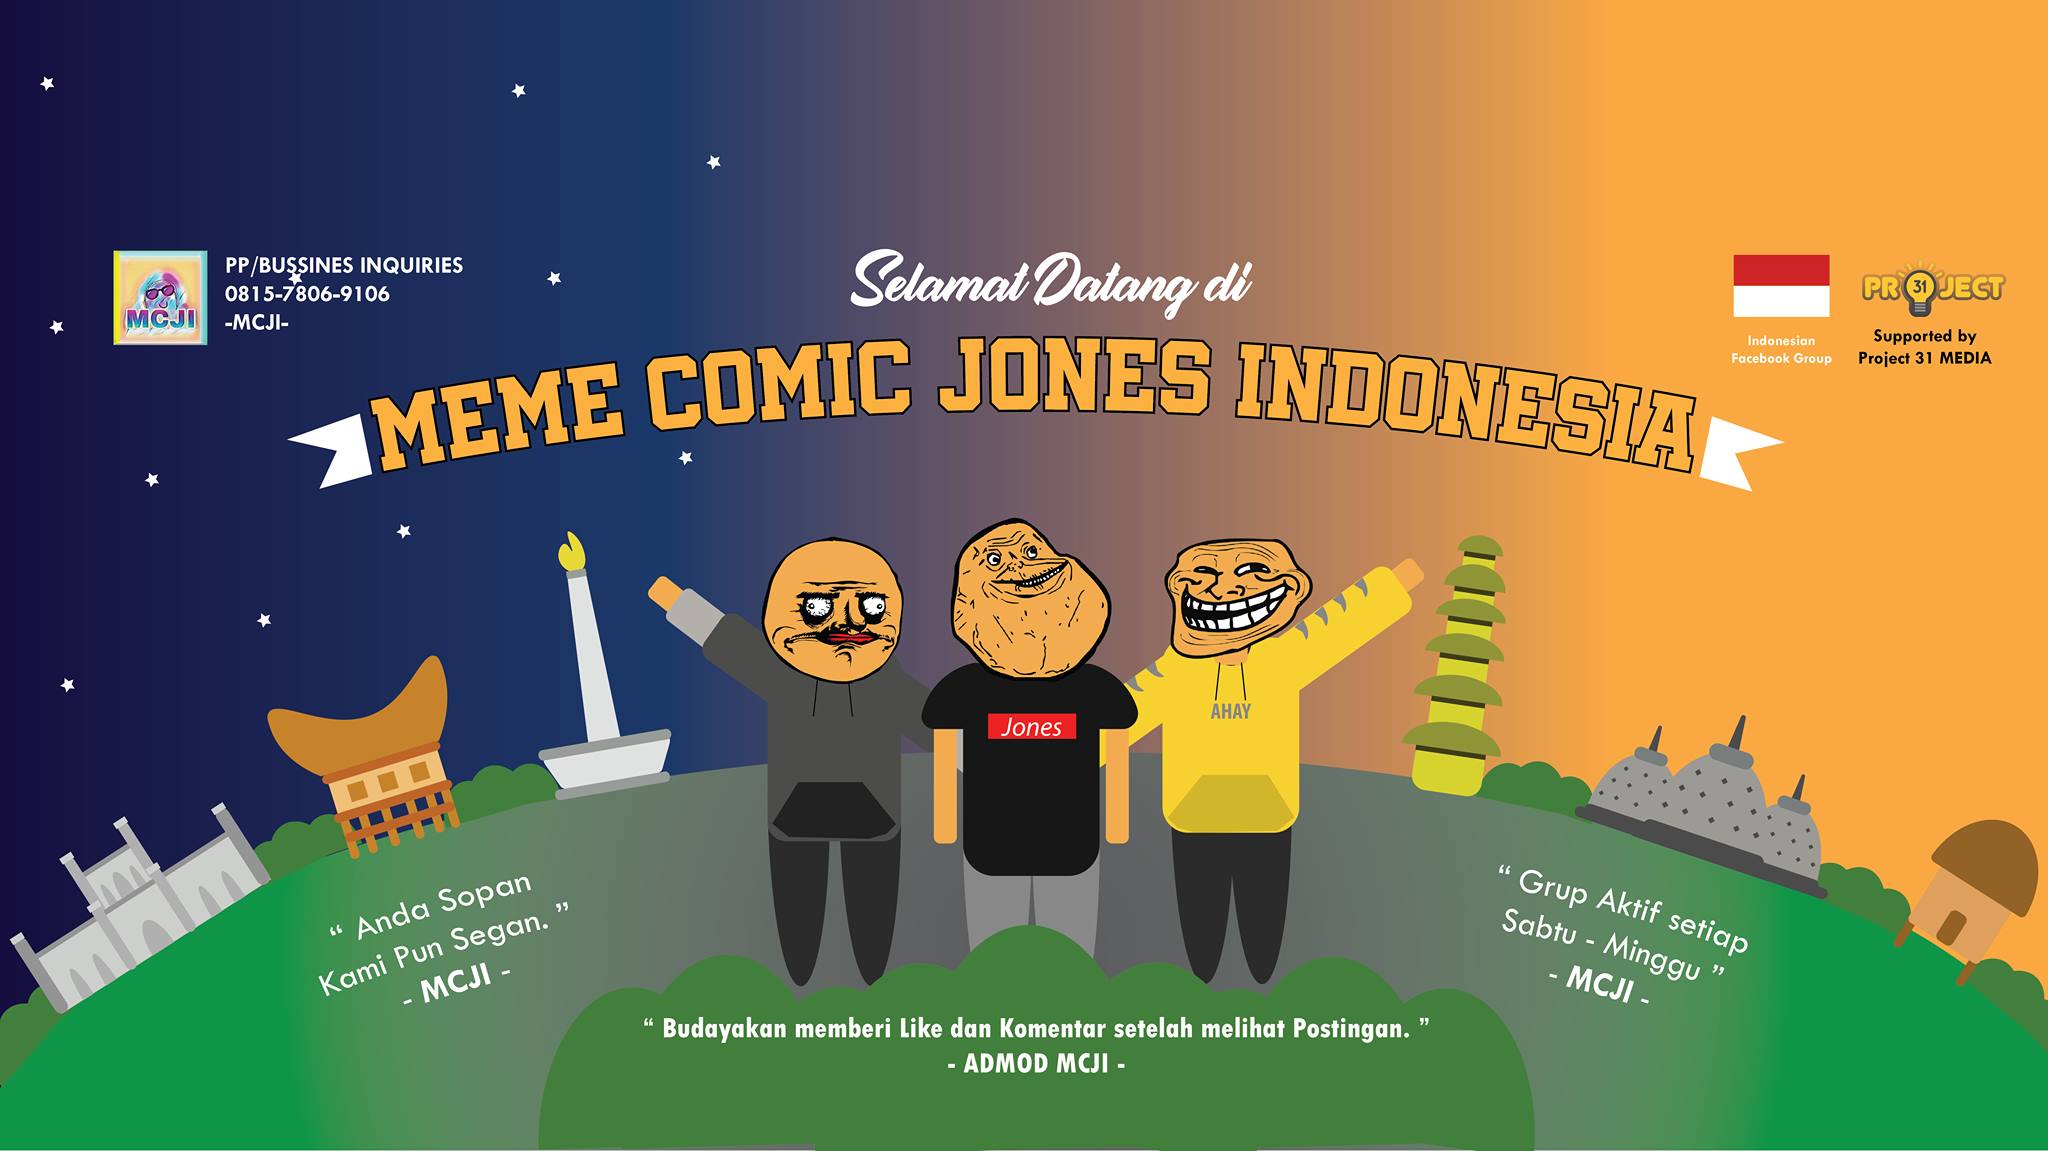 MCJI
PP/BUSSINES INQUIRIES
0815-7806-9106
-MCJI-
Selamat Datang di
MEME COMIC JONES INDONESIA
Indonesian
Facebook Group
PR31JECT
Supported by
Project 31 MEDIA
Jones
AHAY
“ Anda Sopan
Kami Pun Segan. ”
- MCJI -
“ Grup Aktif setiap
Sabtu - Minggu ”
- MCJI -
“ Budayakan memberi Like dan Komentar setelah melihat Postingan. ”
- ADMOD MCJI -